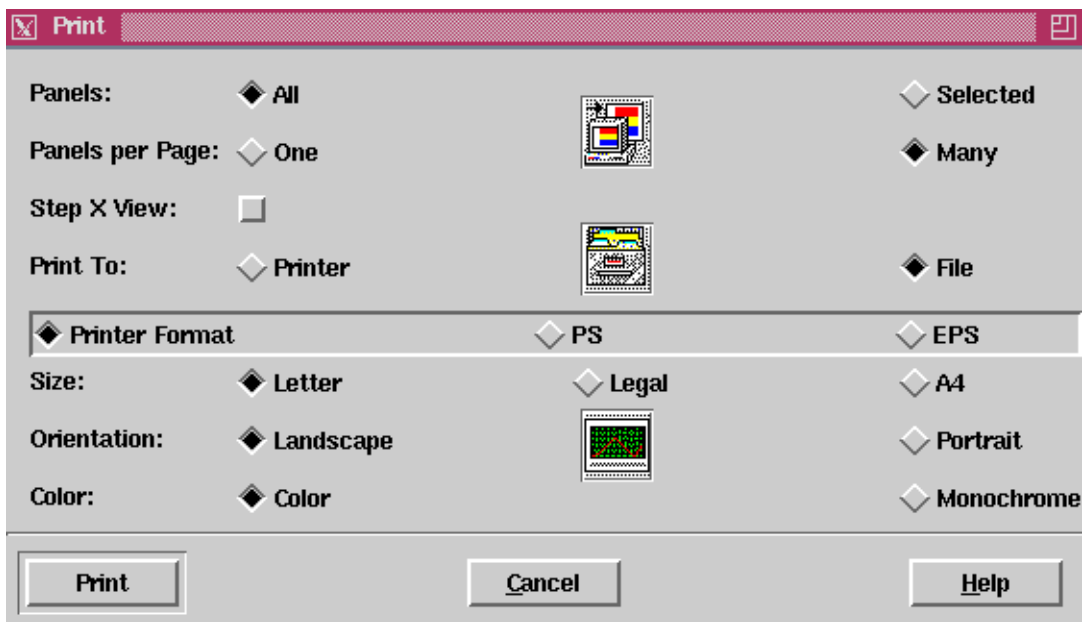 Print
Panels: All Selected
Panels per Page: One Many
Step X View:
Print To: Printer File
Printer Format PS EPS
Size: Letter Legal A4
Orientation: Landscape Portrait
Color: Color Monochrome
Print Cancel Help